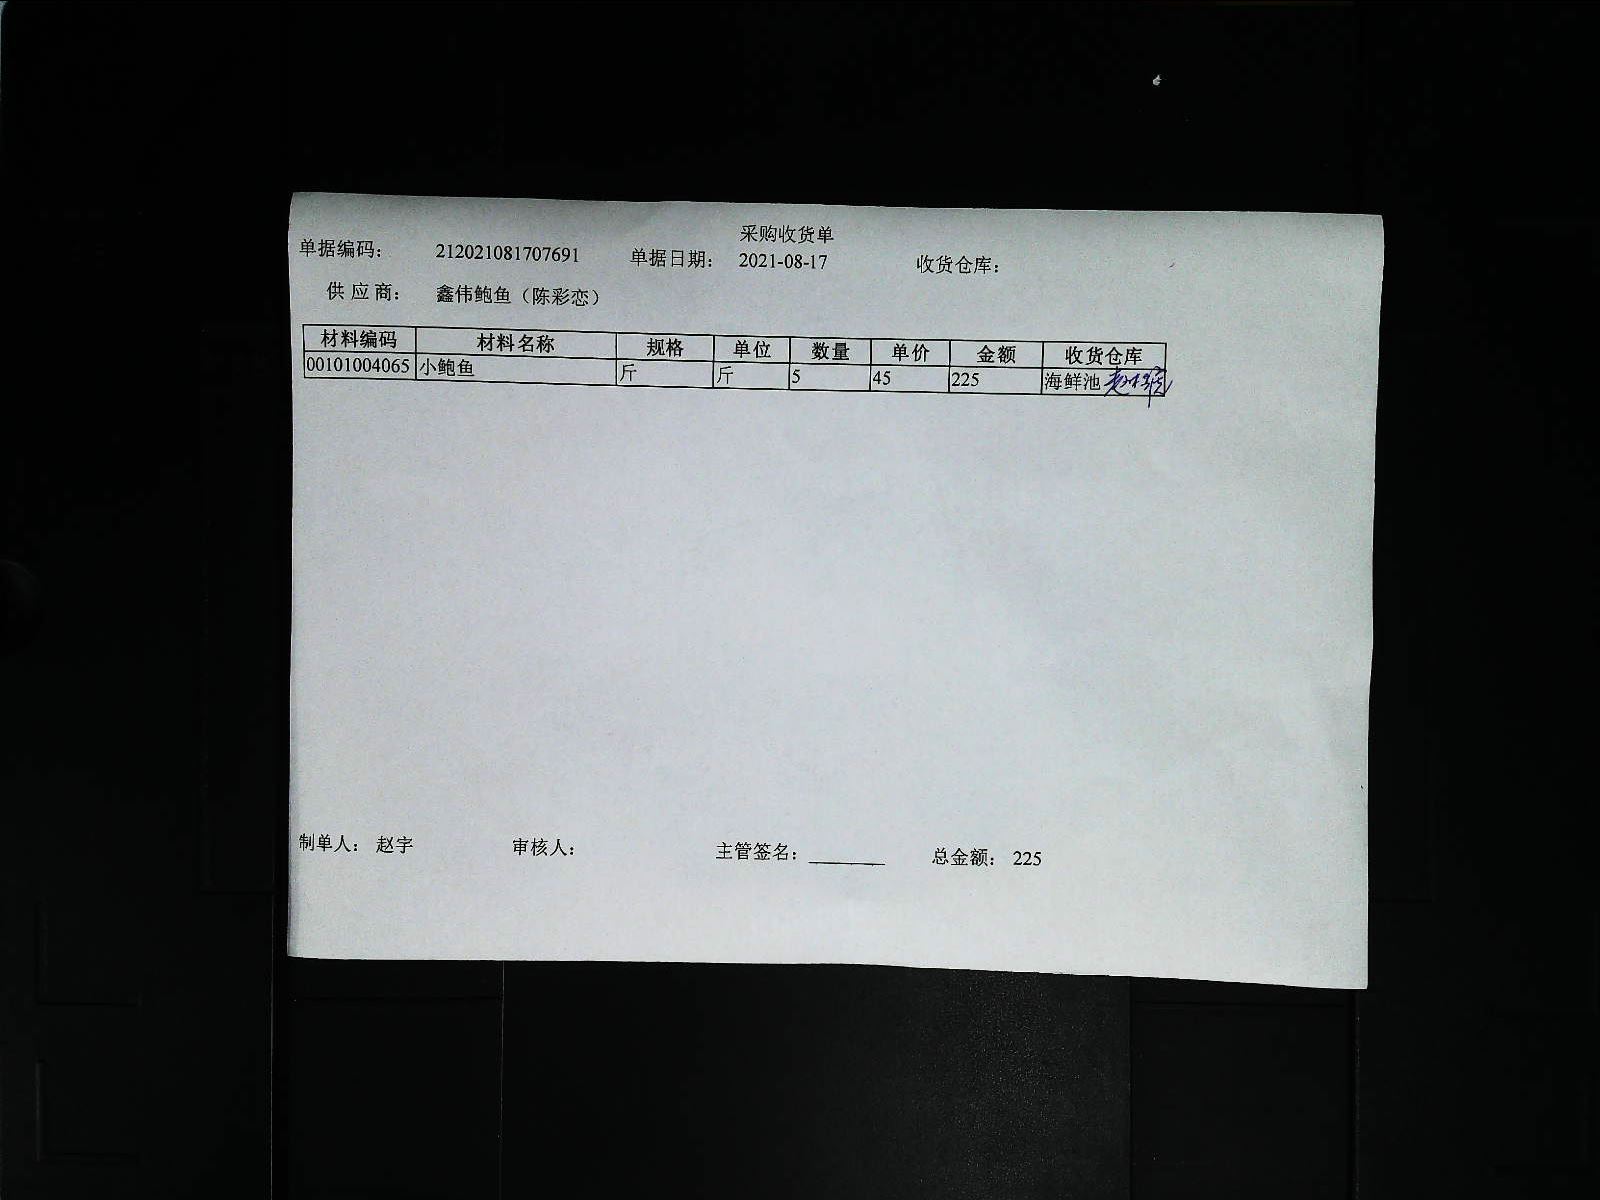 采购收货单
单据编码： 212021081707691 单据日期： 2021-08-17 收货仓库：
供应商： 鑫伟鲍鱼（陈彩恋）
材料编码 材料名称 规格 单位 数量 单价 金额 收货仓库
00101004065 小鲍鱼 斤 斤 5 45 225 海鲜池
制单人： 赵宇 审核人： 主管签名：________ 总金额： 225